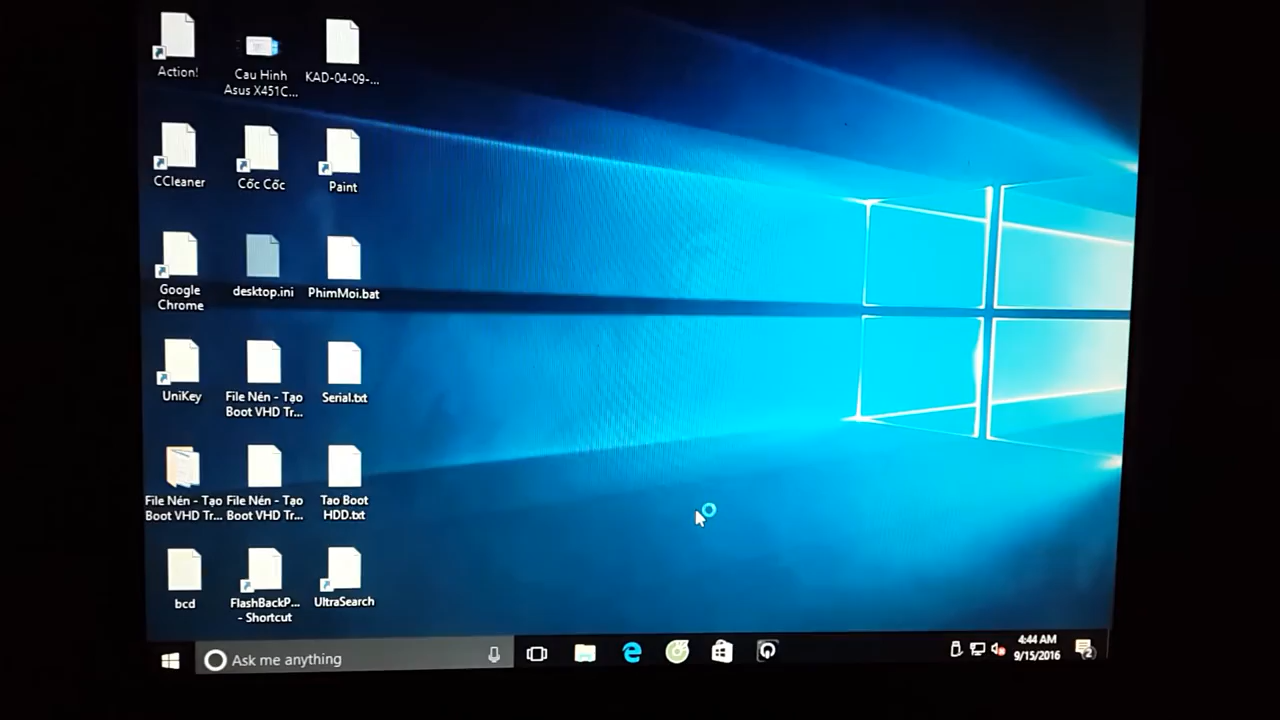 Action!
Cau Hinh
Asus X451C...
KAD-04-09-...
CCleaner
Cốc Cốc
Paint
Google
Chrome
desktop.ini
PhimMoi.bat
UniKey
File Nén - Tạo
Boot VHD Tr...
Serial.txt
File Nén - Tạo
Boot VHD Tr...
File Nén - Tạo
Boot VHD Tr...
Tao Boot
HDD.txt
bcd
FlashBackP...
- Shortcut
UltraSearch
Ask me anything
4:44 AM
9/15/2016
2